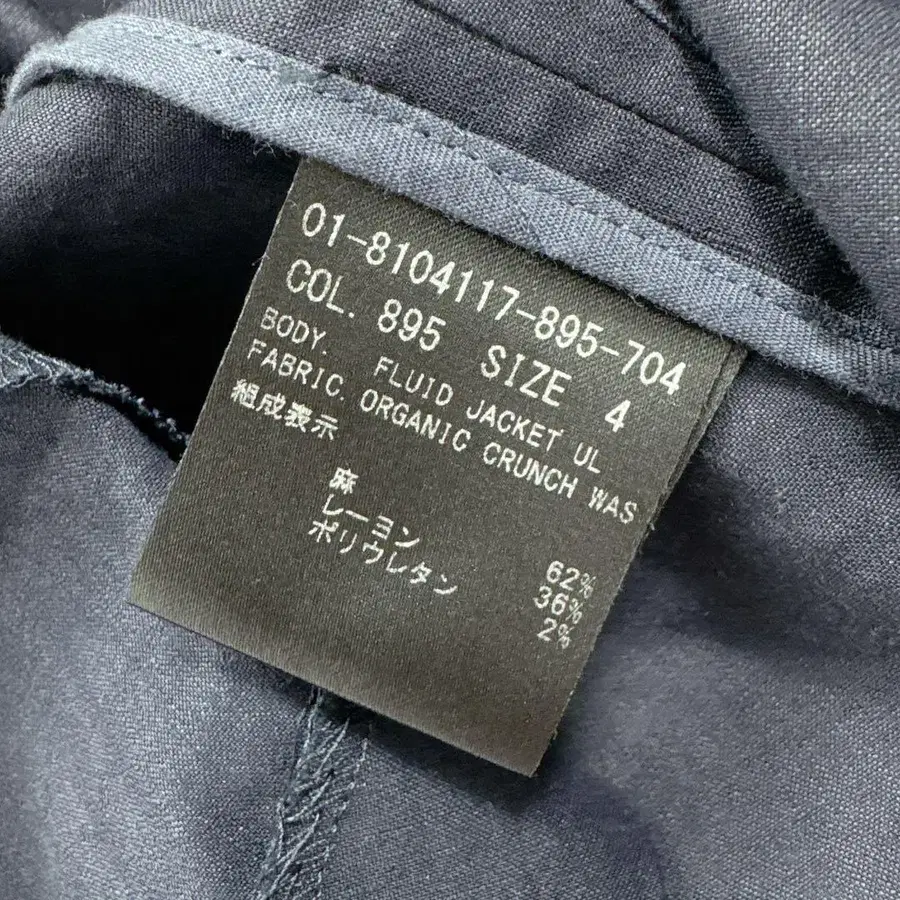 01-8104117-895-704
COL. 895 SIZE 4
BODY. FLUID JACKET UL
FABRIC. ORGANIC CRUNCH WAS
組成表示
麻 62%
レーヨン 36%
ポリウレタン 2%